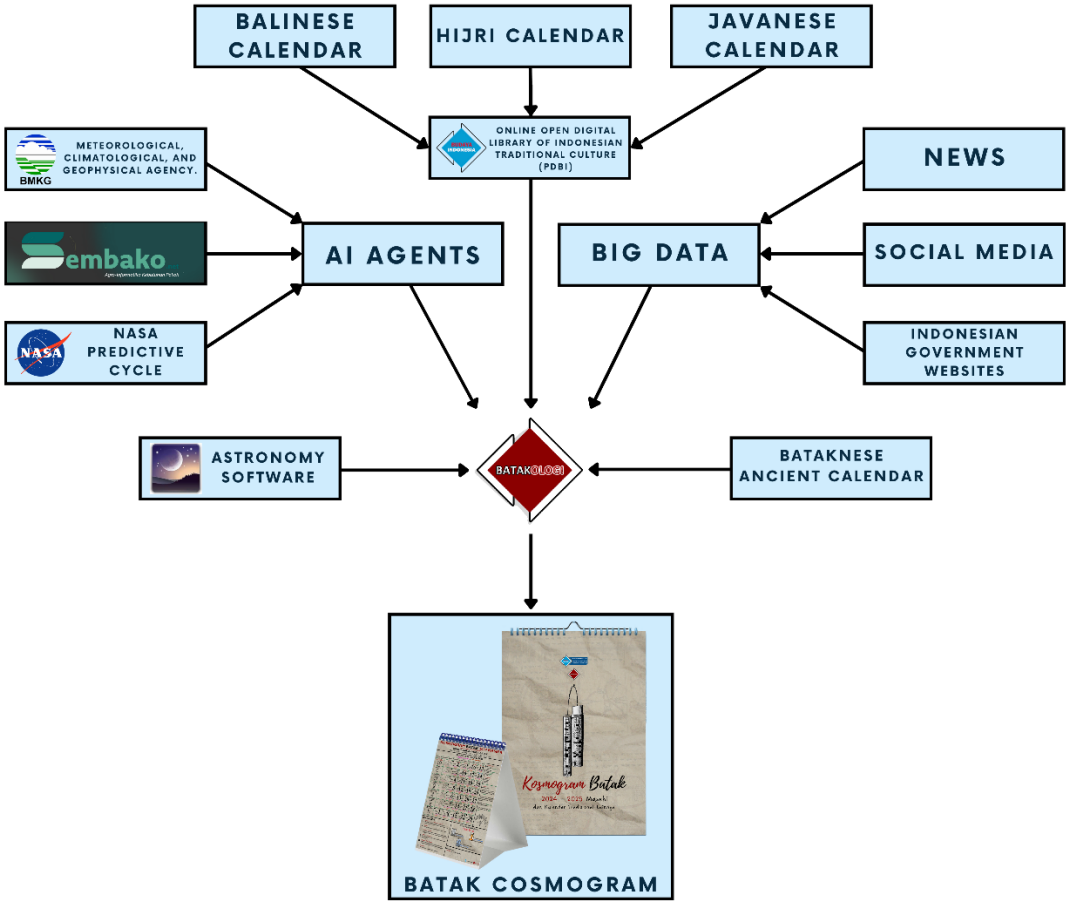 BALINESE
CALENDAR
HIJRI CALENDAR
JAVANESE
CALENDAR
ONLINE OPEN DIGITAL
LIBRARY OF INDONESIAN
TRADITIONAL CULTURE
(PDBI)
METEOROLOGICAL,
CLIMATOLOGICAL, AND
GEOPHYSICAL AGENCY.
BMKG
NEWS
Sembako
AI AGENTS
BIG DATA
SOCIAL MEDIA
NASA
NASA
PREDICTIVE
CYCLE
INDONESIAN
GOVERNMENT
WEBSITES
ASTRONOMY
SOFTWARE
BATAKOLOGI
BATAKNESE
ANCIENT CALENDAR
Kosmogram Batak
2024 - 2025 Masehi
BATAK COSMOGRAM